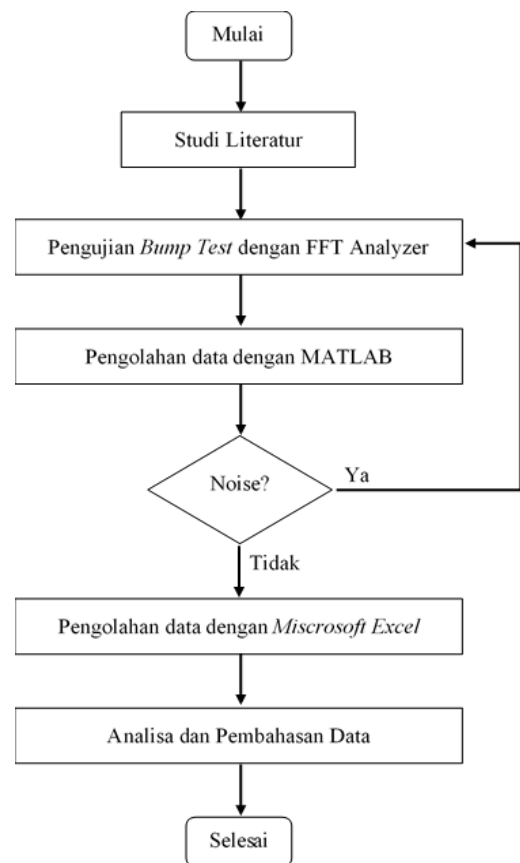 Mulai
Studi Literatur
Pengujian Bump Test dengan FFT Analyzer
Pengolahan data dengan MATLAB
Noise?
Ya
Tidak
Pengolahan data dengan Miscrosoft Excel
Analisa dan Pembahasan Data
Selesai